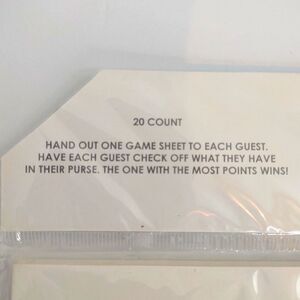 20 COUNT
HAND OUT ONE GAME SHEET TO EACH GUEST.
HAVE EACH GUEST CHECK OFF WHAT THEY HAVE
IN THEIR PURSE. THE ONE WITH THE MOST POINTS WINS!